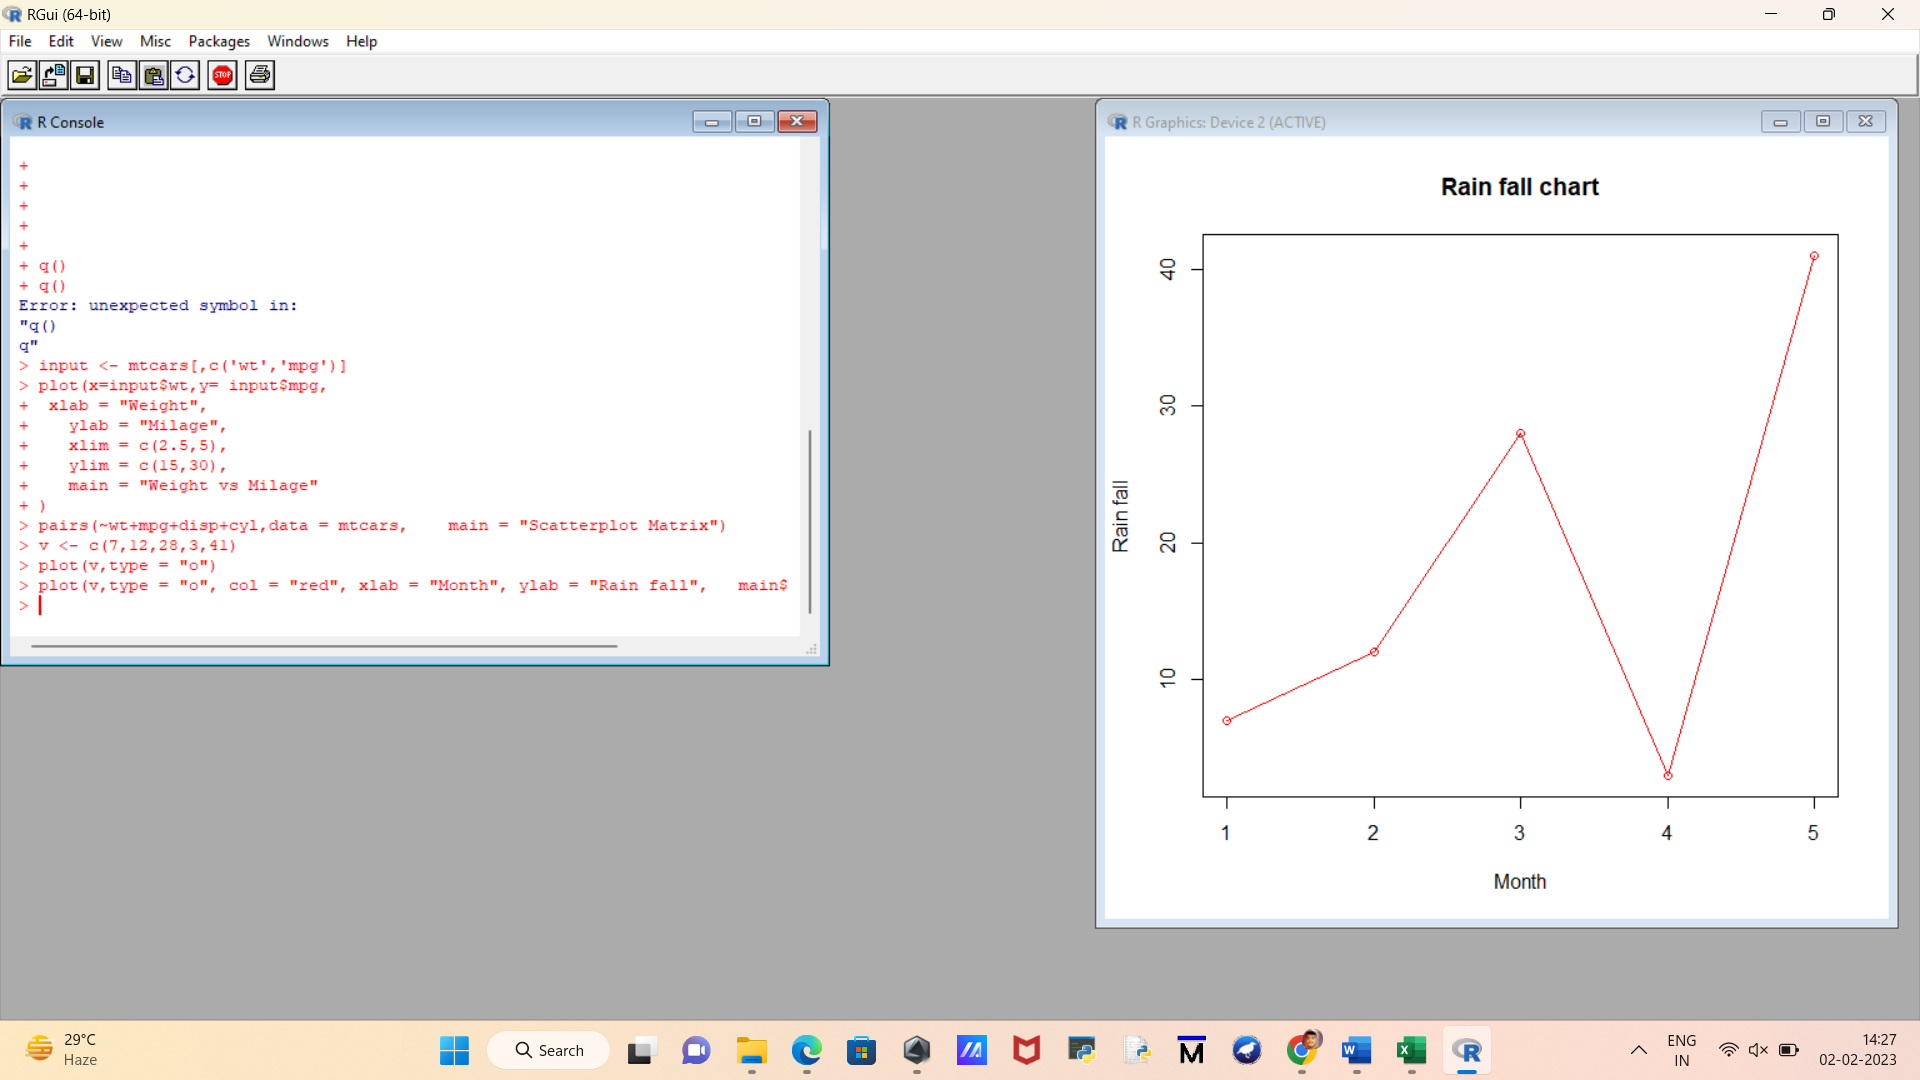 RGui (64-bit)
File Edit View Misc Packages Windows Help
STOP
R Console
+
+
+
+
+
+ q()
+ q()
Error: unexpected symbol in:
"q()
q"
> input <- mtcars[,c('wt','mpg')]
> plot(x=input$wt,y= input$mpg,
+  xlab = "Weight",
+    ylab = "Milage",
+    xlim = c(2.5,5),
+    ylim = c(15,30),
+    main = "Weight vs Milage"
+ )
> pairs(~wt+mpg+disp+cyl,data = mtcars,    main = "Scatterplot Matrix")
> v <- c(7,12,28,3,41)
> plot(v,type = "o")
> plot(v,type = "o", col = "red", xlab = "Month", ylab = "Rain fall",   main$
>
R Graphics: Device 2 (ACTIVE)
Rain fall chart
40
30
20
10
Rain fall
1 2 3 4 5
Month
29°C
Haze
Search
ENG
IN
14:27
02-02-2023